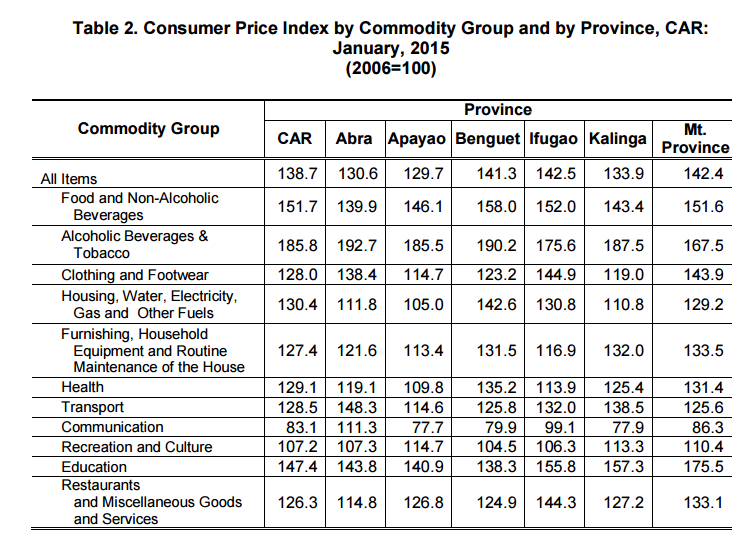 Table 2. Consumer Price Index by Commodity Group and by Province, CAR:
January, 2015
(2006=100)
Commodity Group
Province
CAR Abra Apayao Benguet Ifugao Kalinga Mt. Province
All Items 138.7 130.6 129.7 141.3 142.5 133.9 142.4
Food and Non-Alcoholic
Beverages 151.7 139.9 146.1 158.0 152.0 143.4 151.6
Alcoholic Beverages &
Tobacco 185.8 192.7 185.5 190.2 175.6 187.5 167.5
Clothing and Footwear 128.0 138.4 114.7 123.2 144.9 119.0 143.9
Housing, Water, Electricity,
Gas and Other Fuels 130.4 111.8 105.0 142.6 130.8 110.8 129.2
Furnishing, Household
Equipment and Routine 127.4 121.6 113.4 131.5 116.9 132.0 133.5
Maintenance of the House
Health 129.1 119.1 109.8 135.2 113.9 125.4 131.4
Transport 128.5 148.3 114.6 125.8 132.0 138.5 125.6
Communication 83.1 111.3 77.7 79.9 99.1 77.9 86.3
Recreation and Culture 107.2 107.3 114.7 104.5 106.3 113.3 110.4
Education 147.4 143.8 140.9 138.3 155.8 157.3 175.5
Restaurants
and Miscellaneous Goods 126.3 114.8 126.8 124.9 144.3 127.2 133.1
and Services